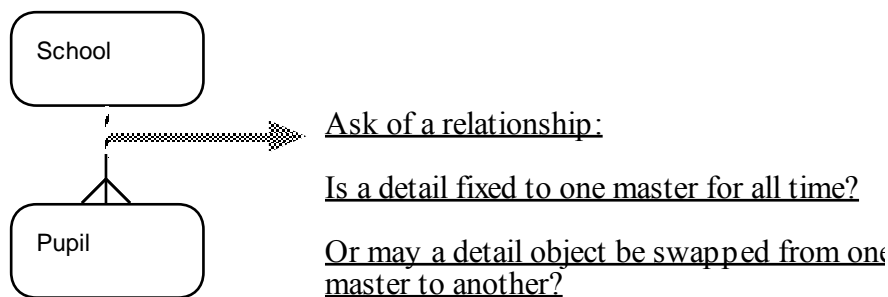 School
Ask of a relationship:
Is a detail fixed to one master for all time?
Pupil
Or may a detail object be swapped from one
master to another?